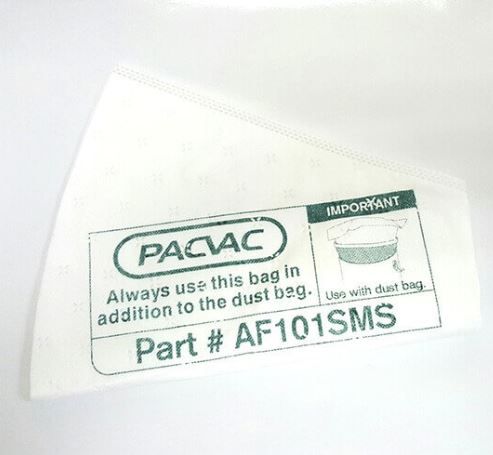 PACVAC
Always use this bag in
addition to the dust bag.
IMPORTANT
Use with dust bag.
Part # AF101SMS